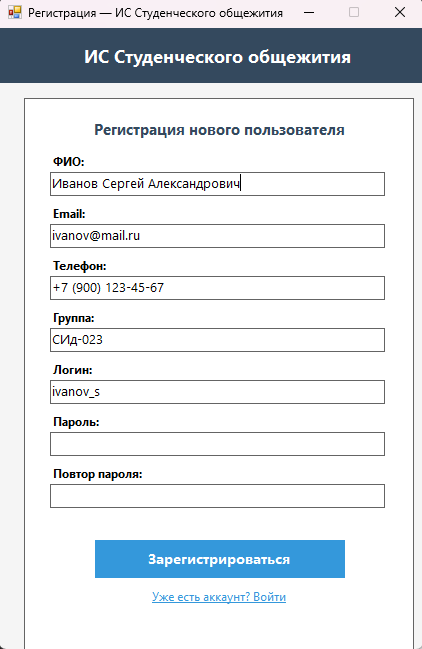 Регистрация — ИС Студенческого общежития
ИС Студенческого общежития
Регистрация нового пользователя
ФИО:
Иванов Сергей Александрович
Email:
ivanov@mail.ru
Телефон:
+7 (900) 123-45-67
Группа:
СИд-023
Логин:
ivanov_s
Пароль:
Повтор пароля:
Зарегистрироваться
Уже есть аккаунт? Войти